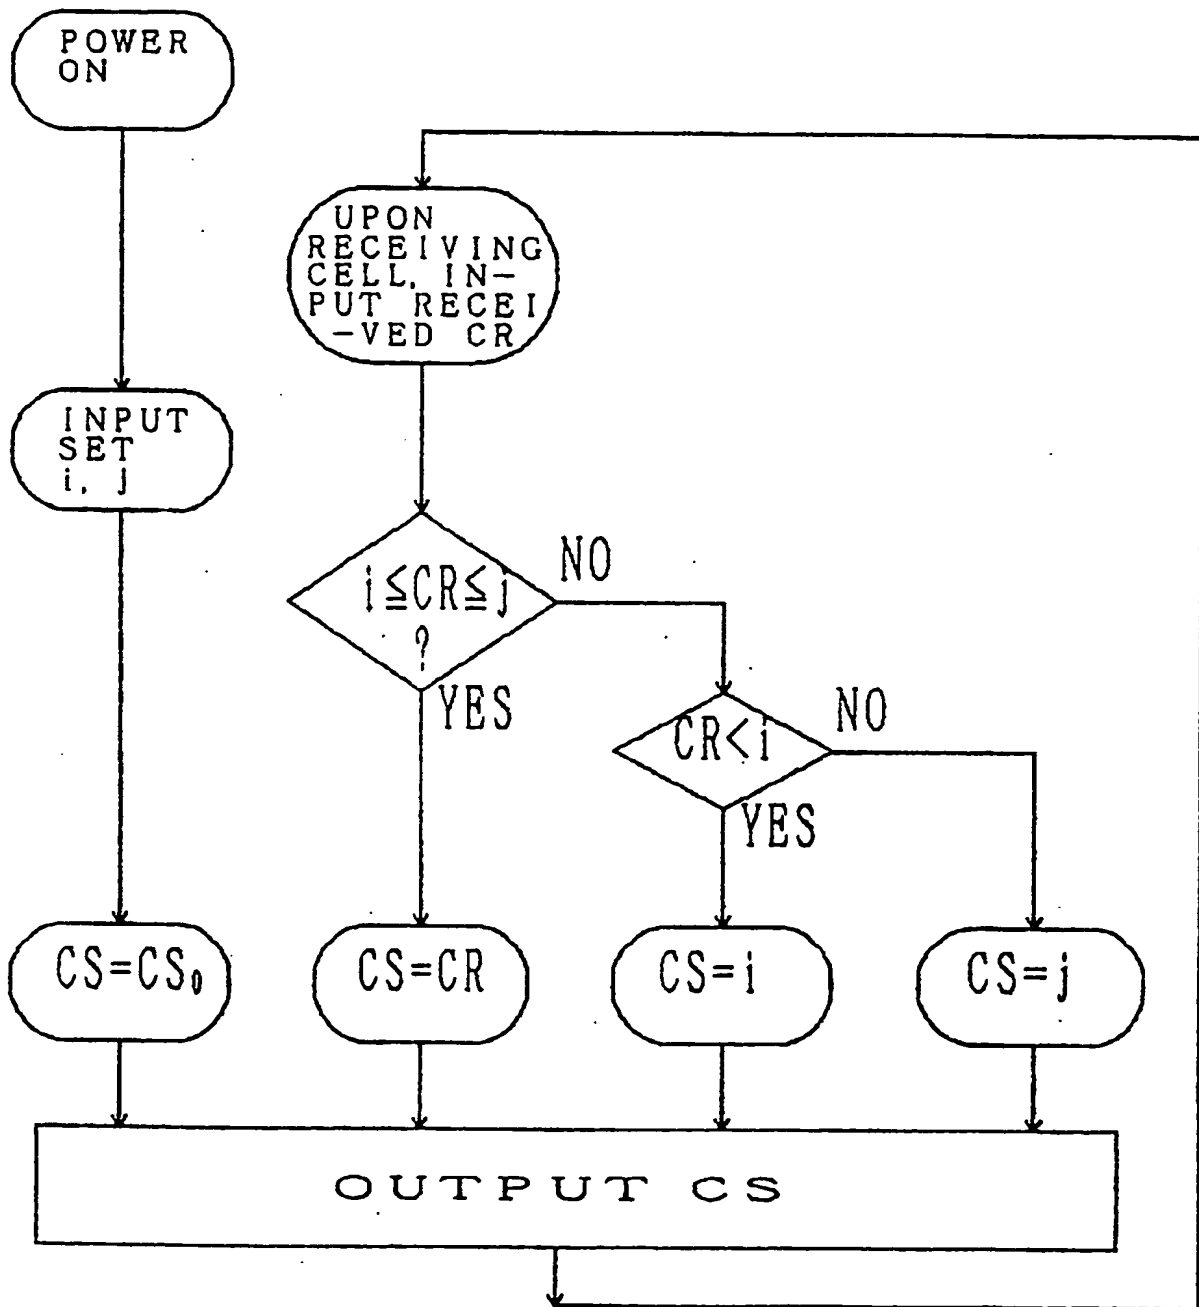 POWER
ON
UPON
RECEIVING
CELL, IN-
PUT RECEI
-VED CR
INPUT
SET
i, j
i≦CR≦j
?
NO
YES
CR<i
NO
YES
CS=CS₀
CS=CR
CS=i
CS=j
OUTPUT CS